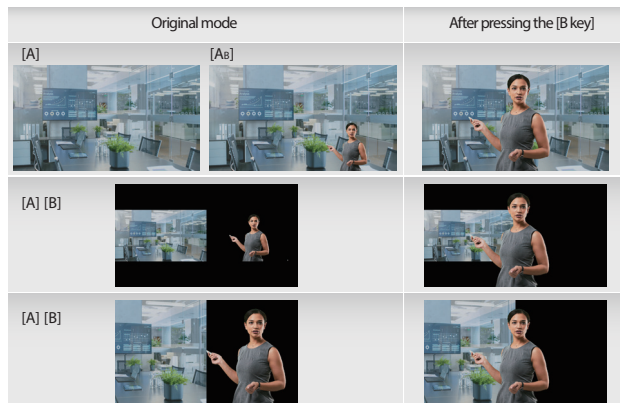 Original mode
After pressing the [B key]
[A]
[AB]
[A] [B]
[A] [B]